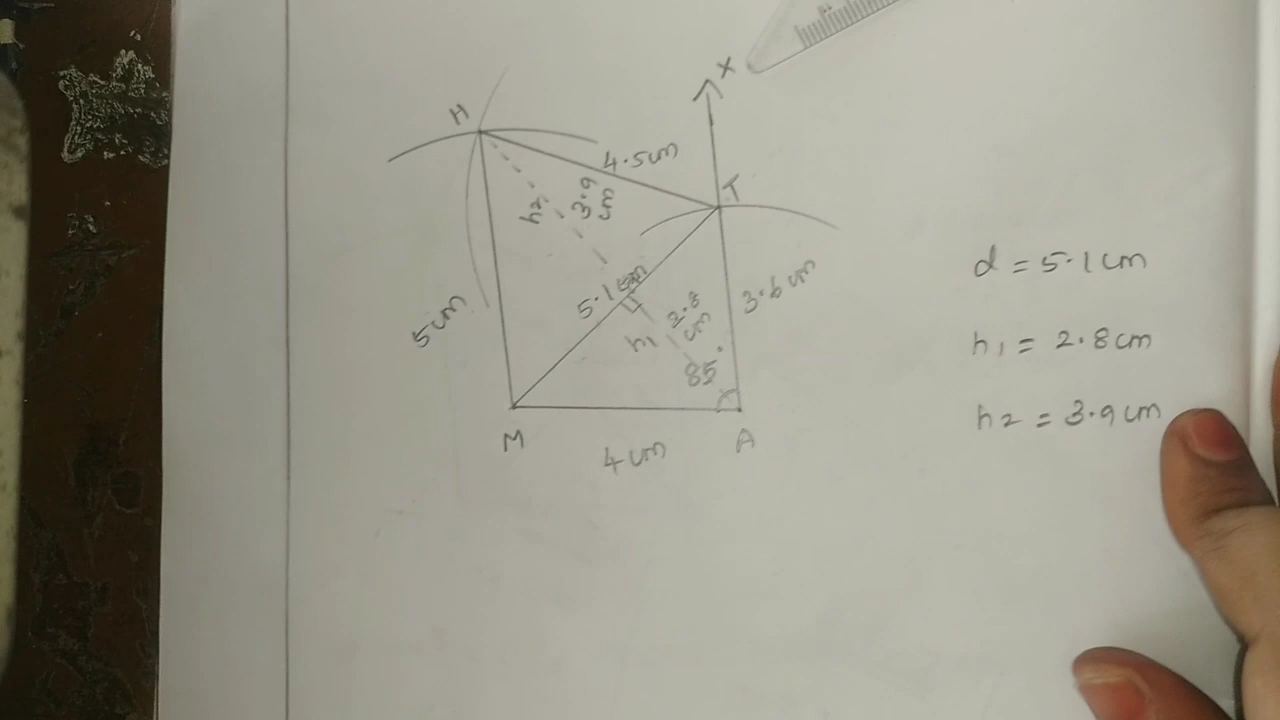 X
H
4.5cm
T
h2
3.9
cm
5.1cm
3.6cm
5cm
h1
2.8
cm
85°
M
4cm
A
d = 5.1cm
h1 = 2.8cm
h2 = 3.9cm